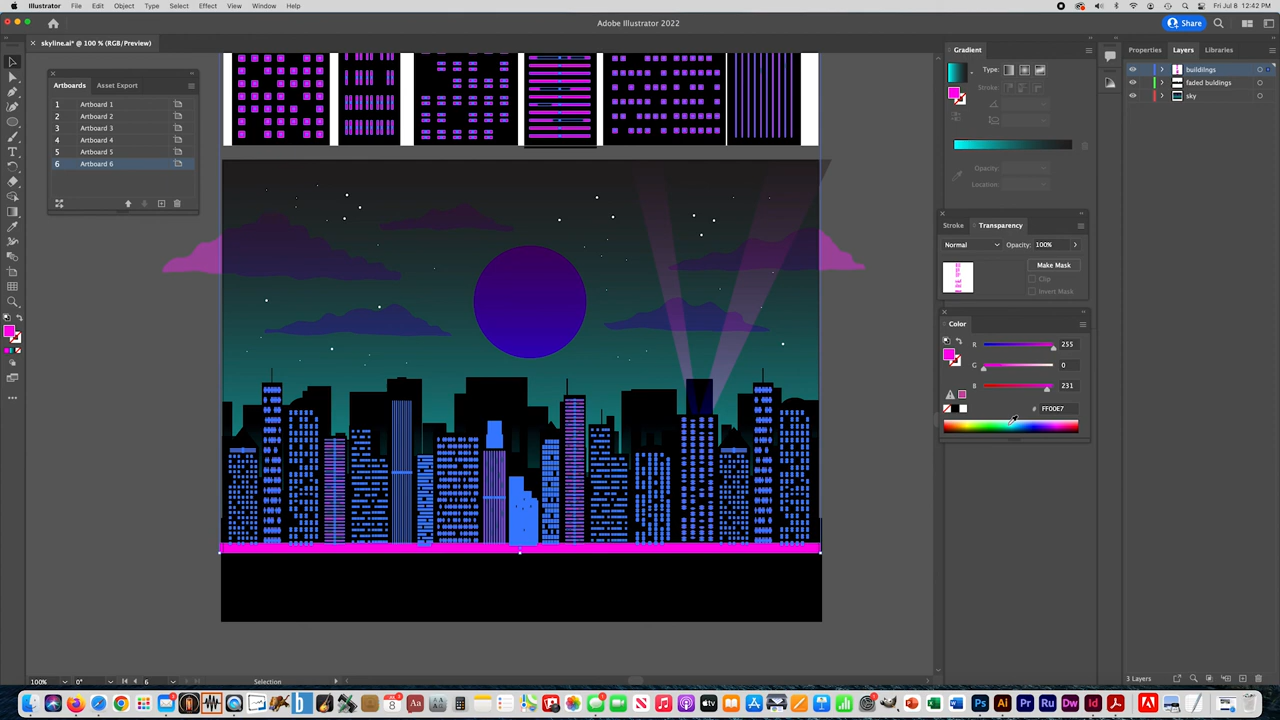 Illustrator File Edit Object Type Select Effect View Window Help Fri Jul 8 12:42 PM
Adobe Illustrator 2022
Share
skyline.ai* @ 100 % (RGB/Preview)
Artboards Asset Export
1 Artboard 1
2 Artboard 2
3 Artboard 3
4 Artboard 4
5 Artboard 5
6 Artboard 6
Gradient
Type:
Stroke:
Opacity:
Location:
Stroke Transparency
Normal Opacity: 100%
Make Mask
Clip
Invert Mask
Color
R 255
G 0
B 231
# FF00E7
Properties Layers Libraries
buildings
faded buildings
sky
3 Layers
100% 0° 6 Selection